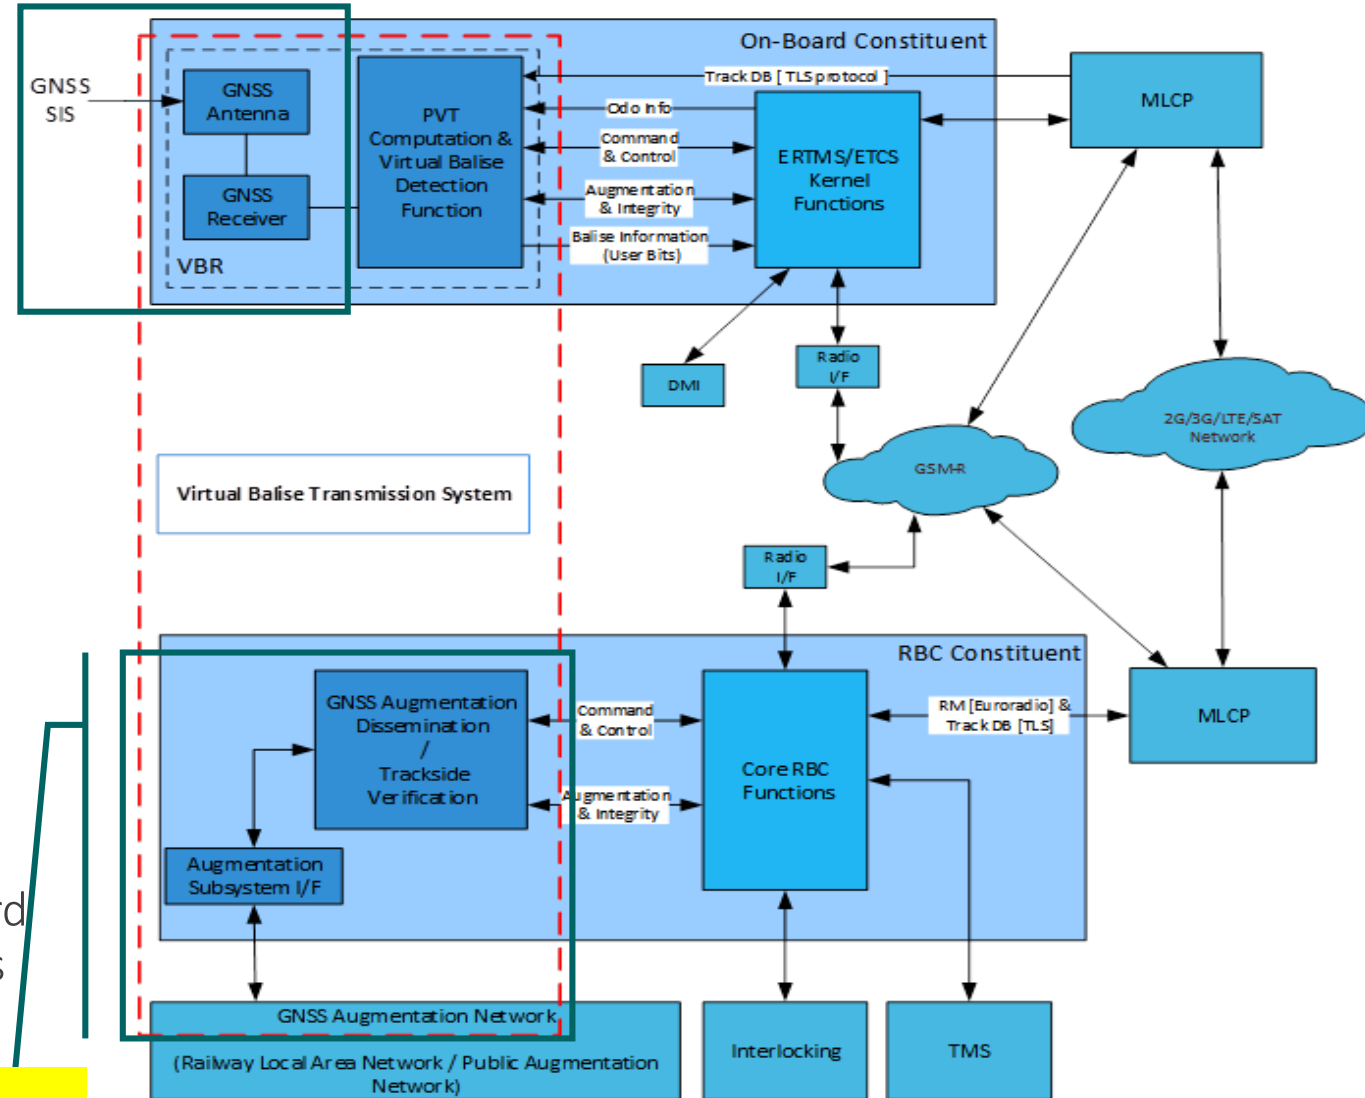 On-Board Constituent
GNSS
SIS
GNSS
Antenna
GNSS
Receiver
VBR
PVT
Computation &
Virtual Balise
Detection
Function
Track DB [ TLS protocol ]
Odo Info
Command
& Control
Augmentation
& Integrity
Balise Information
(User Bits)
ERTMS/ETCS
Kernel
Functions
MLCP
DMI
Radio
I/F
GSM-R
2G/3G/LTE/SAT
Network
Virtual Balise Transmission System
Radio
I/F
RBC Constituent
GNSS Augmentation
Dissemination
/
Trackside
Verification
Command
& Control
Augmentation
& Integrity
Core RBC
Functions
RM [Euroradio] &
Track DB [TLS]
MLCP
Augmentation
Subsystem I/F
rd
s
GNSS Augmentation Network
(Railway Local Area Network / Public Augmentation
Network)
Interlocking
TMS